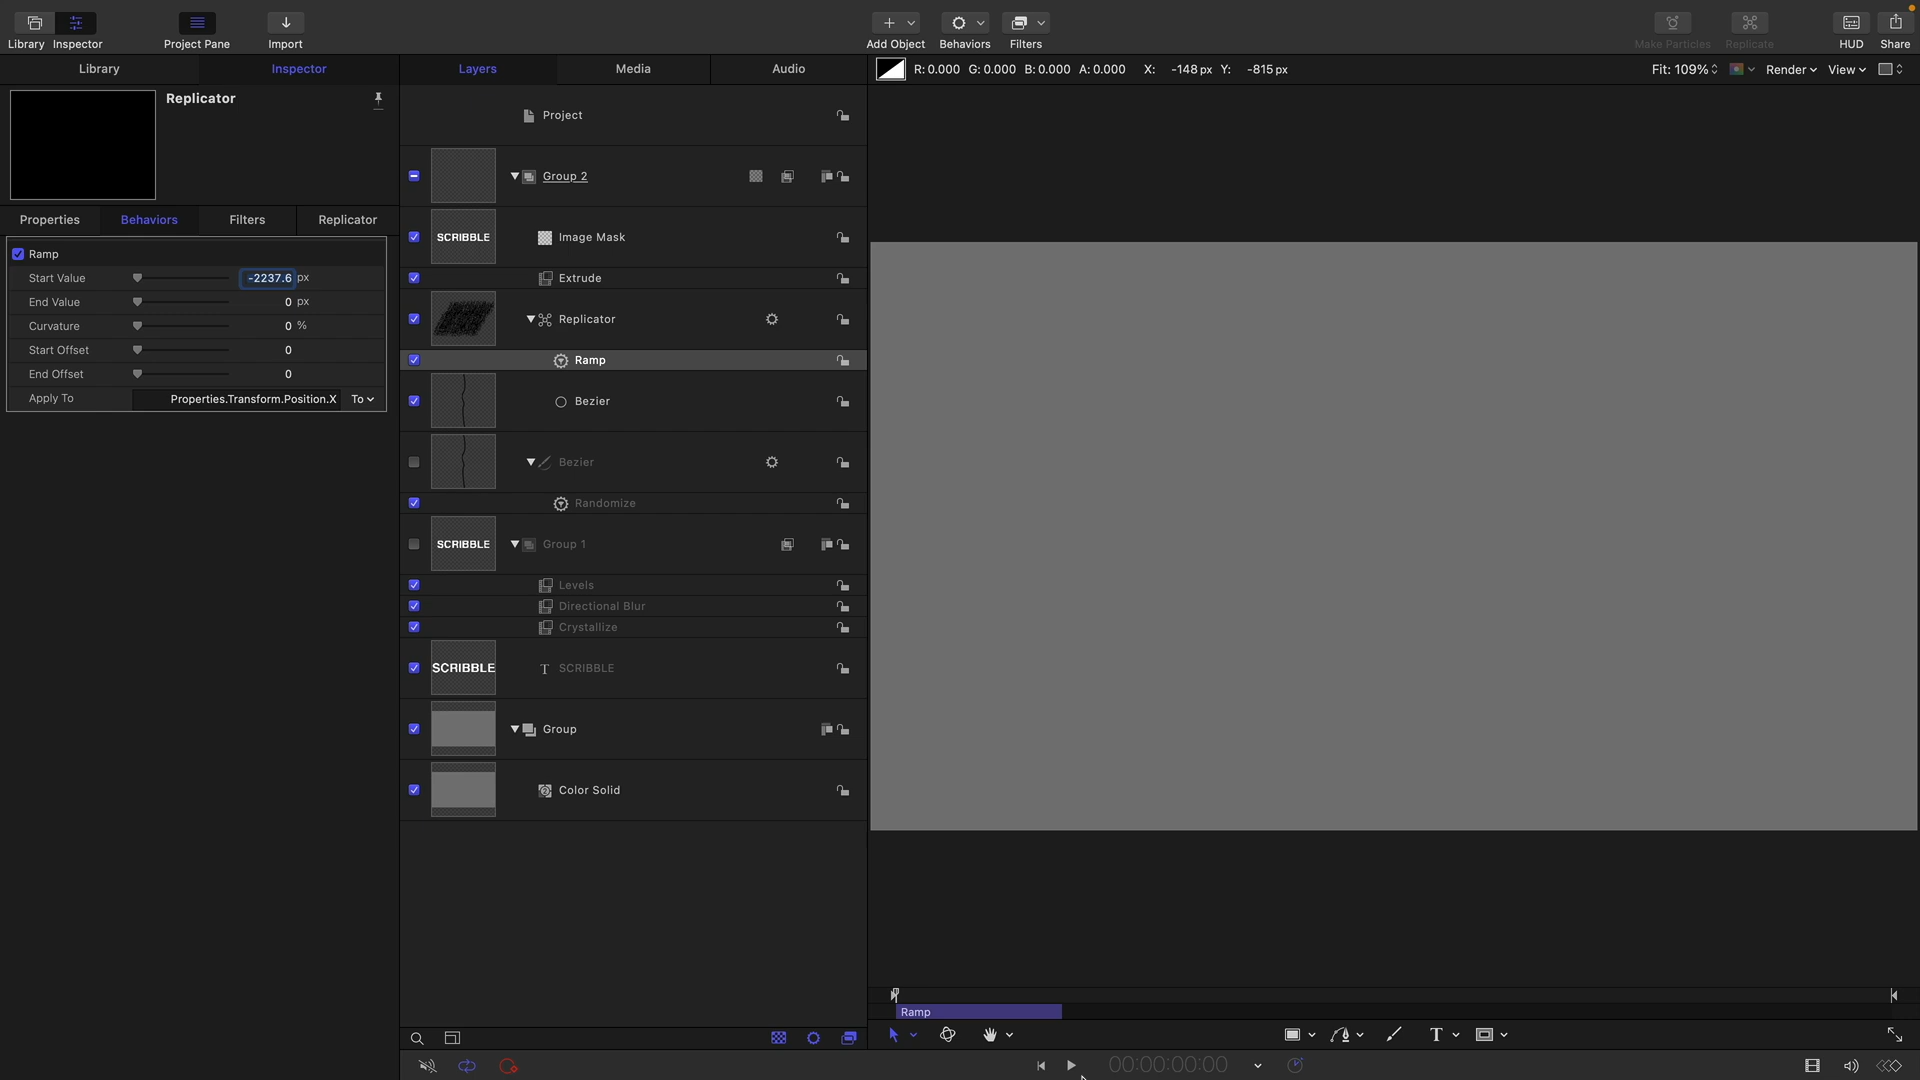 Library
Inspector
Project Pane
Import
Add Object
Behaviors
Filters
Make Particles
Replicate
HUD
Share
Library
Inspector
Layers
Media
Audio
R: 0.000 G: 0.000 B: 0.000 A: 0.000 X: -148 px Y: -815 px
Fit: 109%
Render
View
Replicator
Properties
Behaviors
Filters
Replicator
Ramp
Start Value -2237.6 px
End Value 0 px
Curvature 0 %
Start Offset 0
End Offset 0
Apply To Properties.Transform.Position.X To
Project
Group 2
SCRIBBLE Image Mask
Extrude
Replicator
Ramp
Bezier
Bezier
Randomize
SCRIBBLE Group 1
Levels
Directional Blur
Crystallize
SCRIBBLE T SCRIBBLE
Group
Color Solid
Ramp
T
00:00:00:00